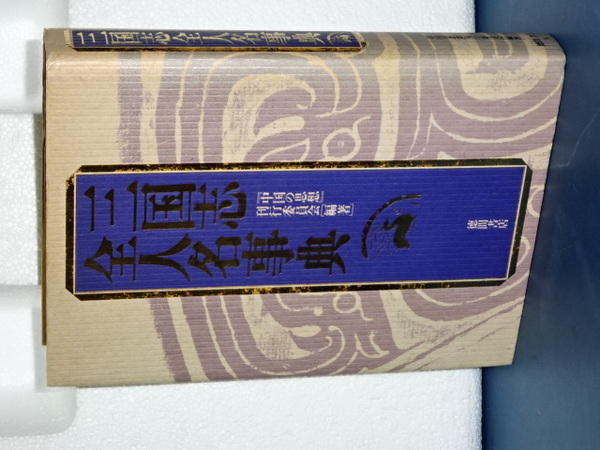 三国志全人名事典
三国志
全人名事典
「中国の思想」
刊行委員会[編著]
徳間書店